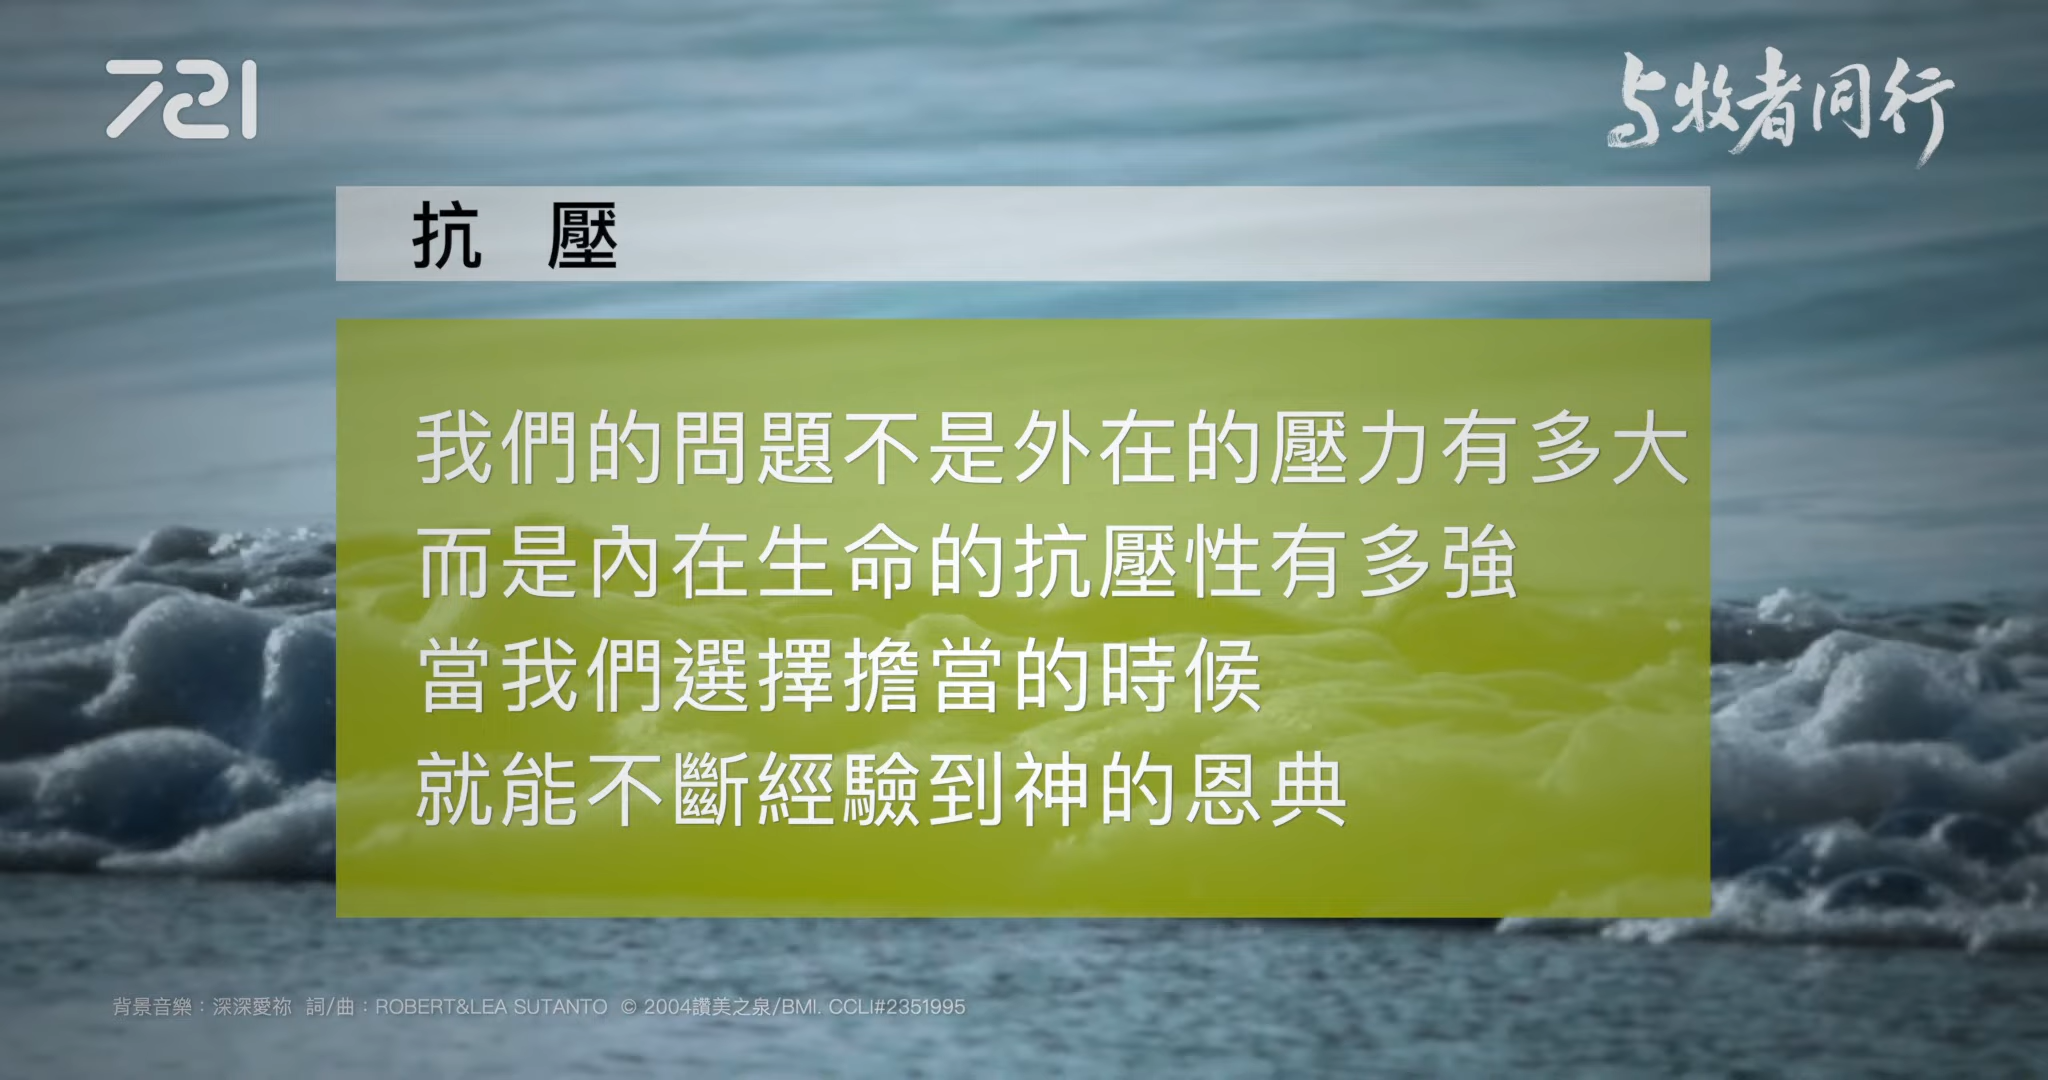 721
与牧者同行
抗 壓
我們的問題不是外在的壓力有多大
而是內在生命的抗壓性有多強
當我們選擇擔當的時候
就能不斷經驗到神的恩典
背景音樂：深深愛祢 詞/曲：ROBERT&LEA SUTANTO © 2004讚美之泉/BMI. CCLI#2351995